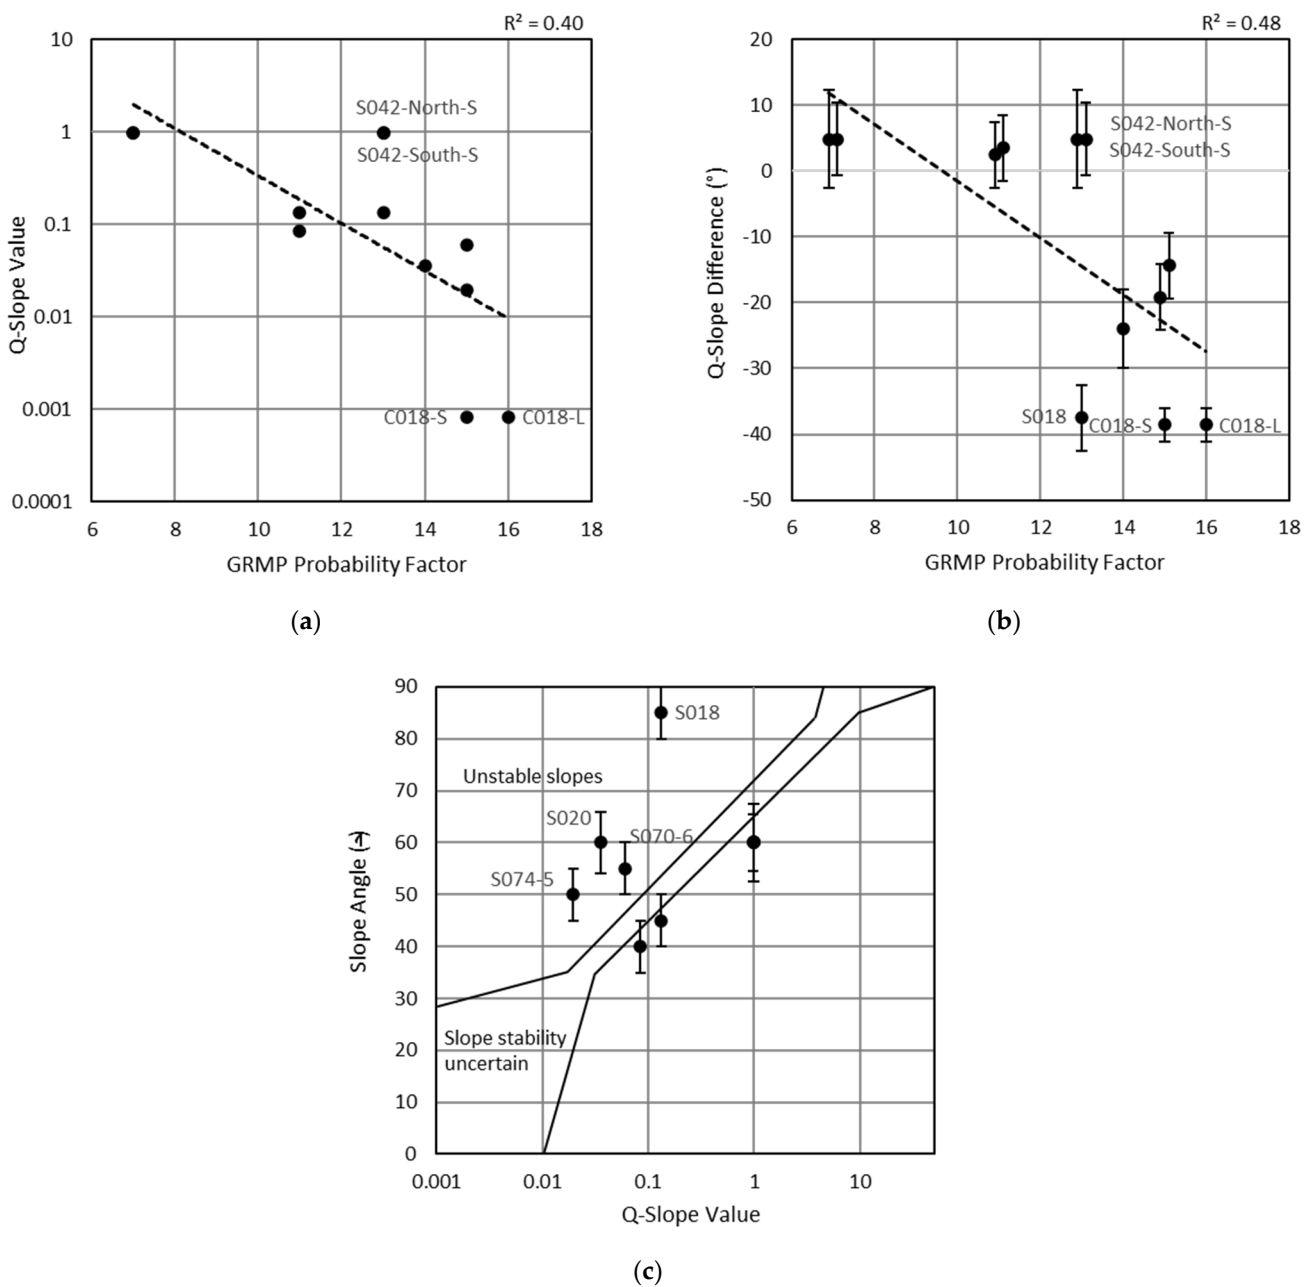 R² = 0.40
10
1
0.1
0.01
0.001
0.0001
Q-Slope Value
S042-North-S
S042-South-S
C018-S
C018-L
6 8 10 12 14 16 18
GRMP Probability Factor
(a)
R² = 0.48
20
10
0
-10
-20
-30
-40
-50
Q-Slope Difference (°)
S042-North-S
S042-South-S
S018
C018-S
C018-L
6 8 10 12 14 16 18
GRMP Probability Factor
(b)
90
80
70
60
50
40
30
20
10
0
Slope Angle
S018
Unstable slopes
S020
S070-6
S074-5
Slope stability
uncertain
0.001 0.01 0.1 1 10
Q-Slope Value
(c)